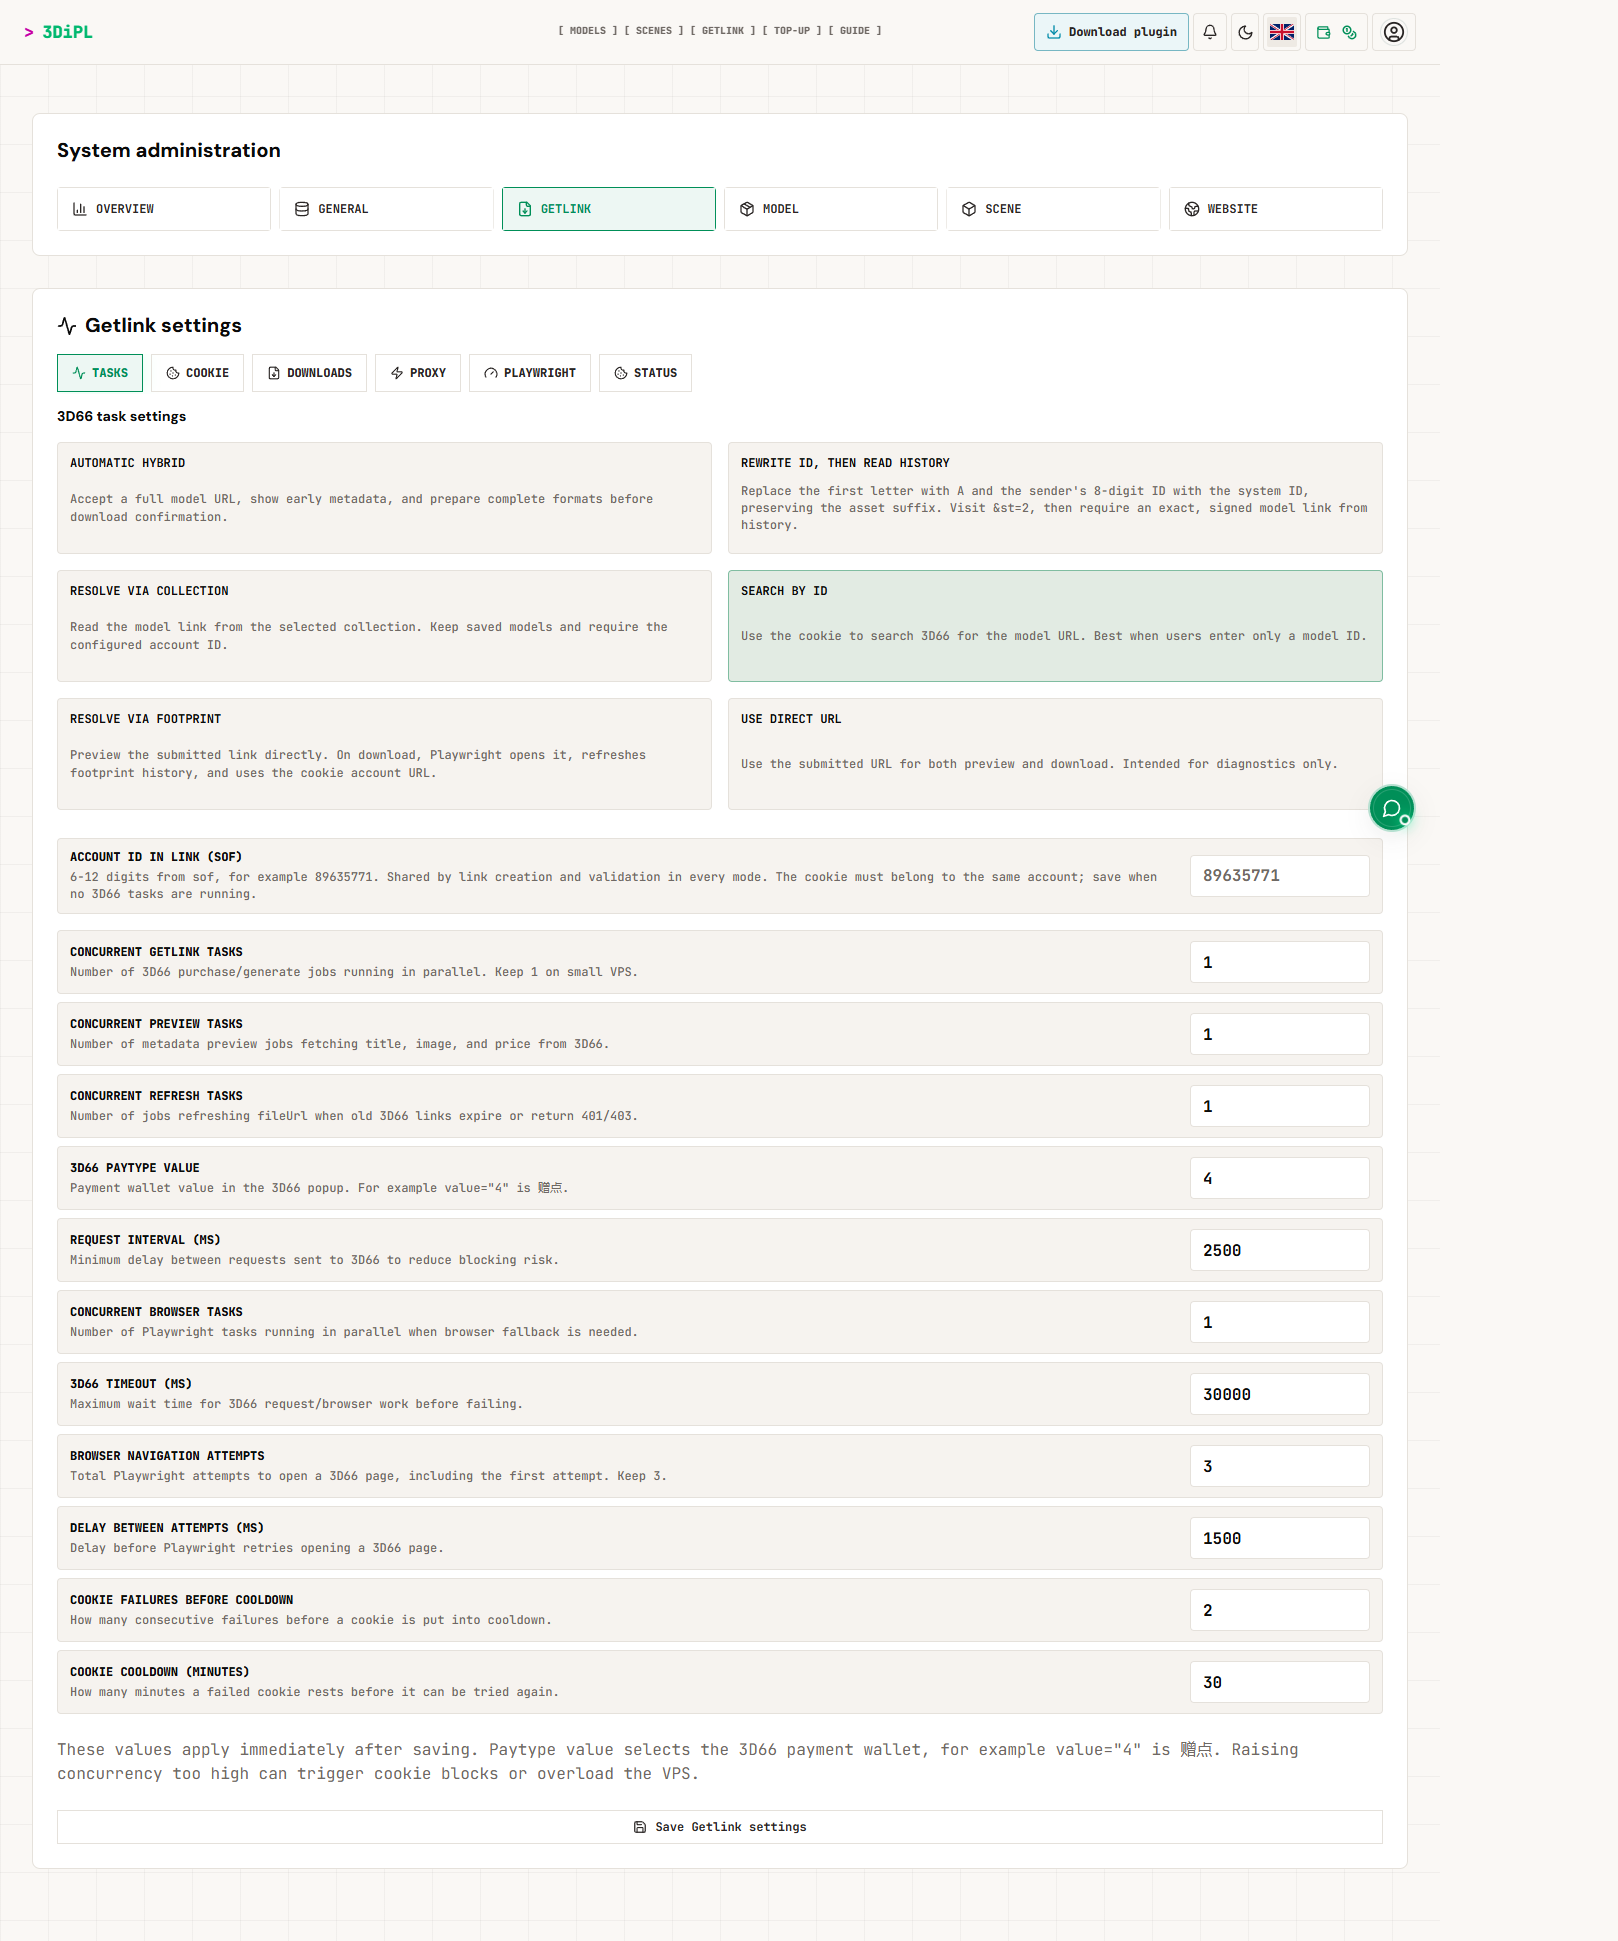 > 3DiPL
[ MODELS ] [ SCENES ] [ GETLINK ] [ TOP-UP ] [ GUIDE ]
Download plugin
System administration
OVERVIEW
GENERAL
GETLINK
MODEL
SCENE
WEBSITE
Getlink settings
TASKS
COOKIE
DOWNLOADS
PROXY
PLAYWRIGHT
STATUS
3D66 task settings
AUTOMATIC HYBRID
Accept a full model URL, show early metadata, and prepare complete formats before
download confirmation.
REWRITE ID, THEN READ HISTORY
Replace the first letter with A and the sender's 8-digit ID with the system ID,
preserving the asset suffix. Visit &st=2, then require an exact, signed model link from
history.
RESOLVE VIA COLLECTION
Read the model link from the selected collection. Keep saved models and require the
configured account ID.
SEARCH BY ID
Use the cookie to search 3D66 for the model URL. Best when users enter only a model ID.
RESOLVE VIA FOOTPRINT
Preview the submitted link directly. On download, Playwright opens it, refreshes
footprint history, and uses the cookie account URL.
USE DIRECT URL
Use the submitted URL for both preview and download. Intended for diagnostics only.
ACCOUNT ID IN LINK (SOF)
6-12 digits from sof, for example 89635771. Shared by link creation and validation in every mode. The cookie must belong to the same account; save when
no 3D66 tasks are running.
89635771
CONCURRENT GETLINK TASKS
Number of 3D66 purchase/generate jobs running in parallel. Keep 1 on small VPS.
1
CONCURRENT PREVIEW TASKS
Number of metadata preview jobs fetching title, image, and price from 3D66.
1
CONCURRENT REFRESH TASKS
Number of jobs refreshing fileUrl when old 3D66 links expire or return 401/403.
1
3D66 PAYTYPE VALUE
Payment wallet value in the 3D66 popup. For example value="4" is 赠点.
4
REQUEST INTERVAL (MS)
Minimum delay between requests sent to 3D66 to reduce blocking risk.
2500
CONCURRENT BROWSER TASKS
Number of Playwright tasks running in parallel when browser fallback is needed.
1
3D66 TIMEOUT (MS)
Maximum wait time for 3D66 request/browser work before failing.
30000
BROWSER NAVIGATION ATTEMPTS
Total Playwright attempts to open a 3D66 page, including the first attempt. Keep 3.
3
DELAY BETWEEN ATTEMPTS (MS)
Delay before Playwright retries opening a 3D66 page.
1500
COOKIE FAILURES BEFORE COOLDOWN
How many consecutive failures before a cookie is put into cooldown.
2
COOKIE COOLDOWN (MINUTES)
How many minutes a failed cookie rests before it can be tried again.
30
These values apply immediately after saving. Paytype value selects the 3D66 payment wallet, for example value="4" is 赠点. Raising
concurrency too high can trigger cookie blocks or overload the VPS.
Save Getlink settings